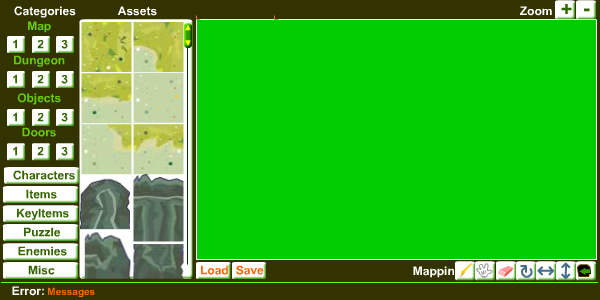 Categories Assets Zoom + -
Map
1 2 3
Dungeon
1 2 3
Objects
1 2 3
Doors
1 2 3
Characters
Items
KeyItems
Puzzle
Enemies
Misc
Load Save Mappin
Error: Messages